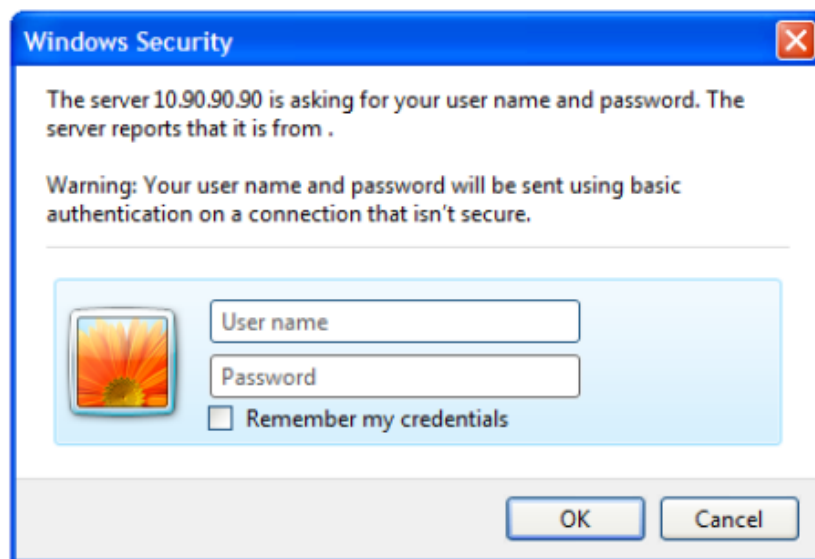 Windows Security
The server 10.90.90.90 is asking for your user name and password. The
server reports that it is from .
Warning: Your user name and password will be sent using basic
authentication on a connection that isn't secure.
User name
Password
Remember my credentials
OK
Cancel